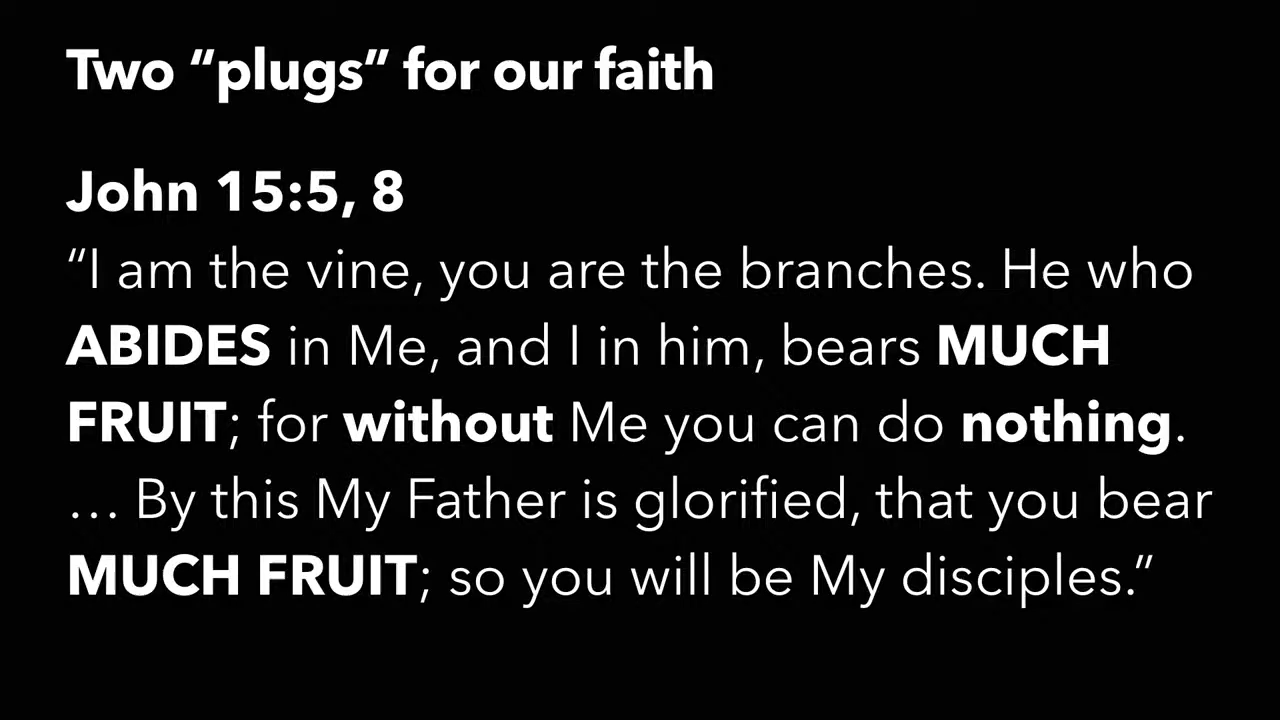 Two “plugs” for our faith
John 15:5, 8
“I am the vine, you are the branches. He who
ABIDES in Me, and I in him, bears MUCH
FRUIT; for without Me you can do nothing.
… By this My Father is glorified, that you bear
MUCH FRUIT; so you will be My disciples.”